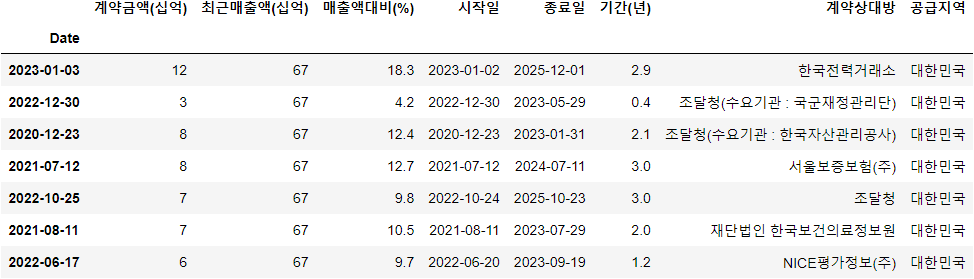 계약금액(십억) 최근매출액(십억) 매출액대비(%) 시작일 종료일 기간(년) 계약상대방 공급지역
Date
2023-01-03 12 67 18.3 2023-01-02 2025-12-01 2.9 한국전력거래소 대한민국
2022-12-30 3 67 4.2 2022-12-30 2023-05-29 0.4 조달청(수요기관 : 국군재정관리단) 대한민국
2020-12-23 8 67 12.4 2020-12-23 2023-01-31 2.1 조달청(수요기관 : 한국자산관리공사) 대한민국
2021-07-12 8 67 12.7 2021-07-12 2024-07-11 3.0 서울보증보험(주) 대한민국
2022-10-25 7 67 9.8 2022-10-24 2025-10-23 3.0 조달청 대한민국
2021-08-11 7 67 10.5 2021-08-11 2023-07-29 2.0 재단법인 한국보건의료정보원 대한민국
2022-06-17 6 67 9.7 2022-06-20 2023-09-19 1.2 NICE평가정보(주) 대한민국